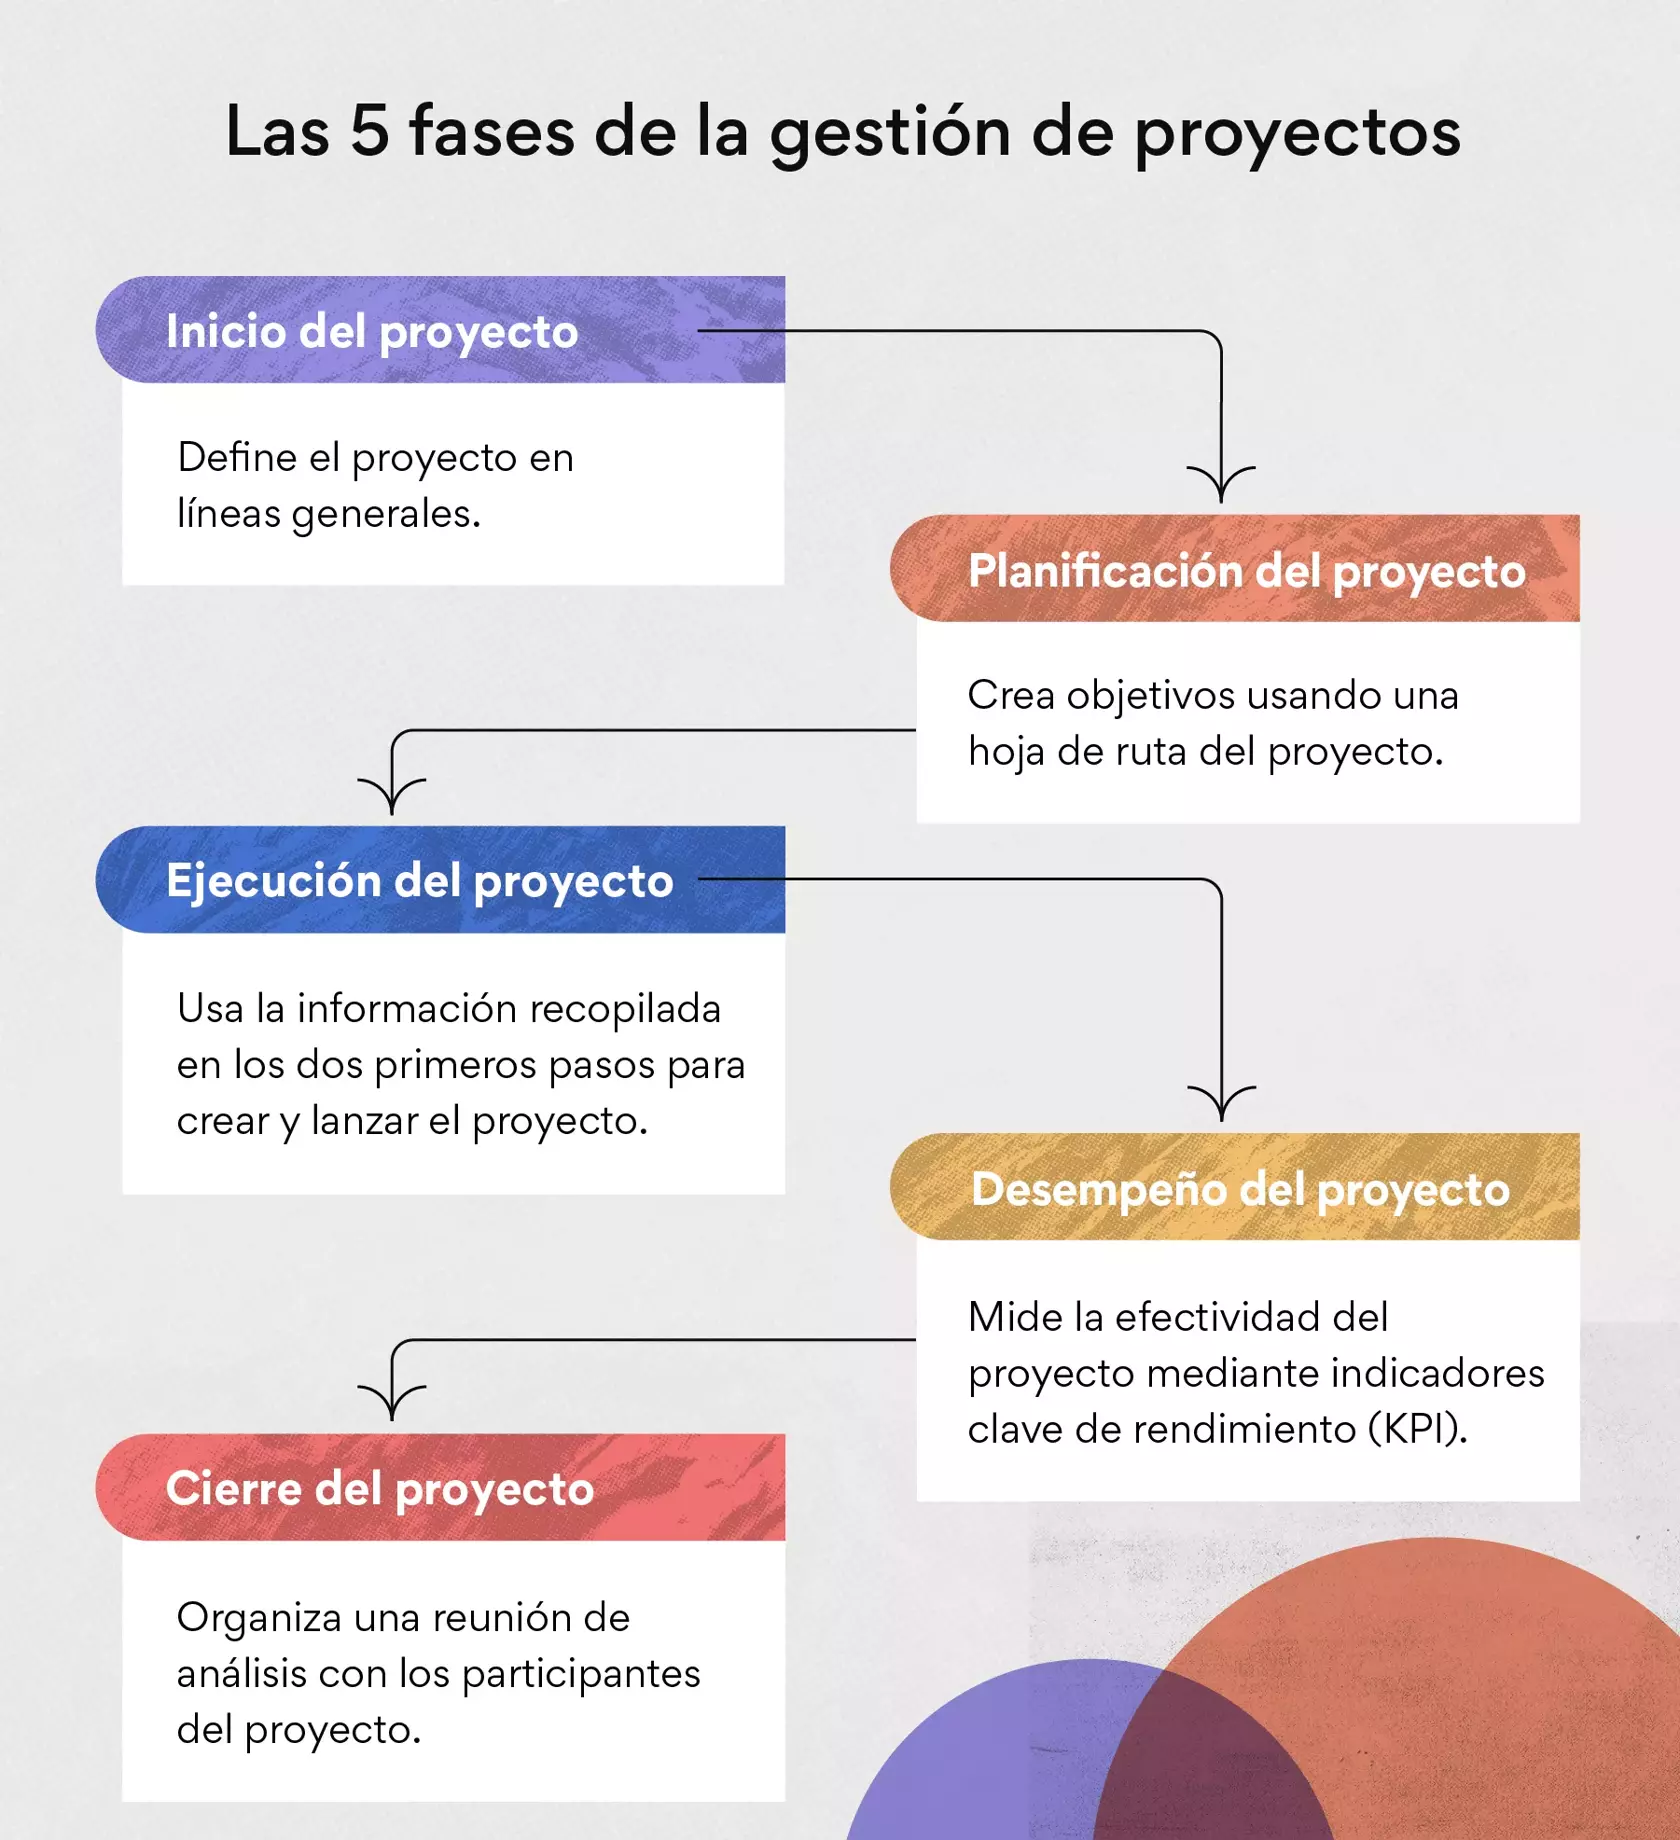 Las 5 fases de la gestión de proyectos
Inicio del proyecto
Define el proyecto en
líneas generales.
Planificación del proyecto
Crea objetivos usando una
hoja de ruta del proyecto.
Ejecución del proyecto
Usa la información recopilada
en los dos primeros pasos para
crear y lanzar el proyecto.
Desempeño del proyecto
Mide la efectividad del
proyecto mediante indicadores
clave de rendimiento (KPI).
Cierre del proyecto
Organiza una reunión de
análisis con los participantes
del proyecto.